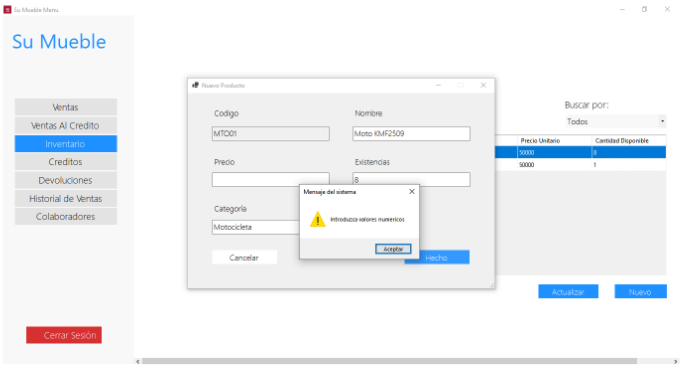 Su Mueble Menu
Su Mueble
Ventas
Ventas Al Credito
Inventario
Creditos
Devoluciones
Historial de Ventas
Colaboradores
Cerrar Sesión
Nuevo Producto
Codigo
Nombre
MTO01
Moto KMF2509
Precio
Existencias
8
Categoría
Motocicleta
Cancelar
Hecho
Mensaje del sistema
Introduzca valores numericos
Aceptar
Buscar por:
Todos
Precio Unitario
Cantidad Disponible
50000
8
50000
1
Actualizar
Nuevo